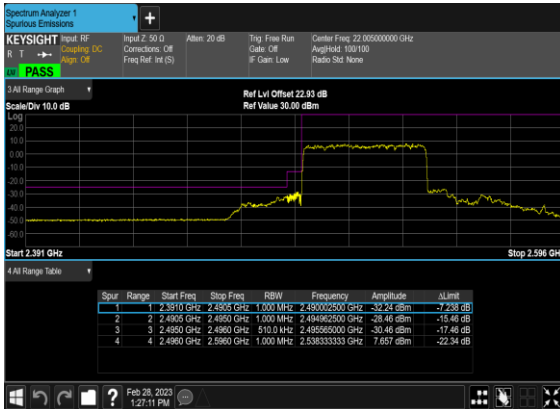 Spectrum Analyzer 1
Spurious Emissions
KEYSIGHT Input: RF Input Z: 50 Ω Atten: 20 dB Trig: Free Run Center Freq: 22.005000000 GHz
R T Coupling: DC Corrections: Off Gate: Off Avg|Hold: 100/100
Align: Off Freq Ref: Int (S) IF Gain: Low Radio Std: None
LNI PASS
3 All Range Graph Ref Lvl Offset 22.93 dB
Scale/Div 10.0 dB Ref Value 30.00 dBm
Log
20.0
10.0
0.00
-10.0
-20.0
-30.0
-40.0
-50.0
-60.0
Start 2.391 GHz Stop 2.596 GH
4 All Range Table
Spur Range Start Freq Stop Freq RBW Frequency Amplitude ΔLimit
1 1 2.3910 GHz 2.4905 GHz 1.000 MHz 2.490002500 GHz -32.24 dBm -7.238 dB
2 2 2.4905 GHz 2.4950 GHz 1.000 MHz 2.494962500 GHz -28.46 dBm -15.46 dB
3 3 2.4950 GHz 2.4960 GHz 510.0 kHz 2.495565000 GHz -30.46 dBm -17.46 dB
4 4 2.4960 GHz 2.5960 GHz 1.000 MHz 2.538333333 GHz 7.657 dBm -22.34 dB
Feb 28, 2023
1:27:11 PM